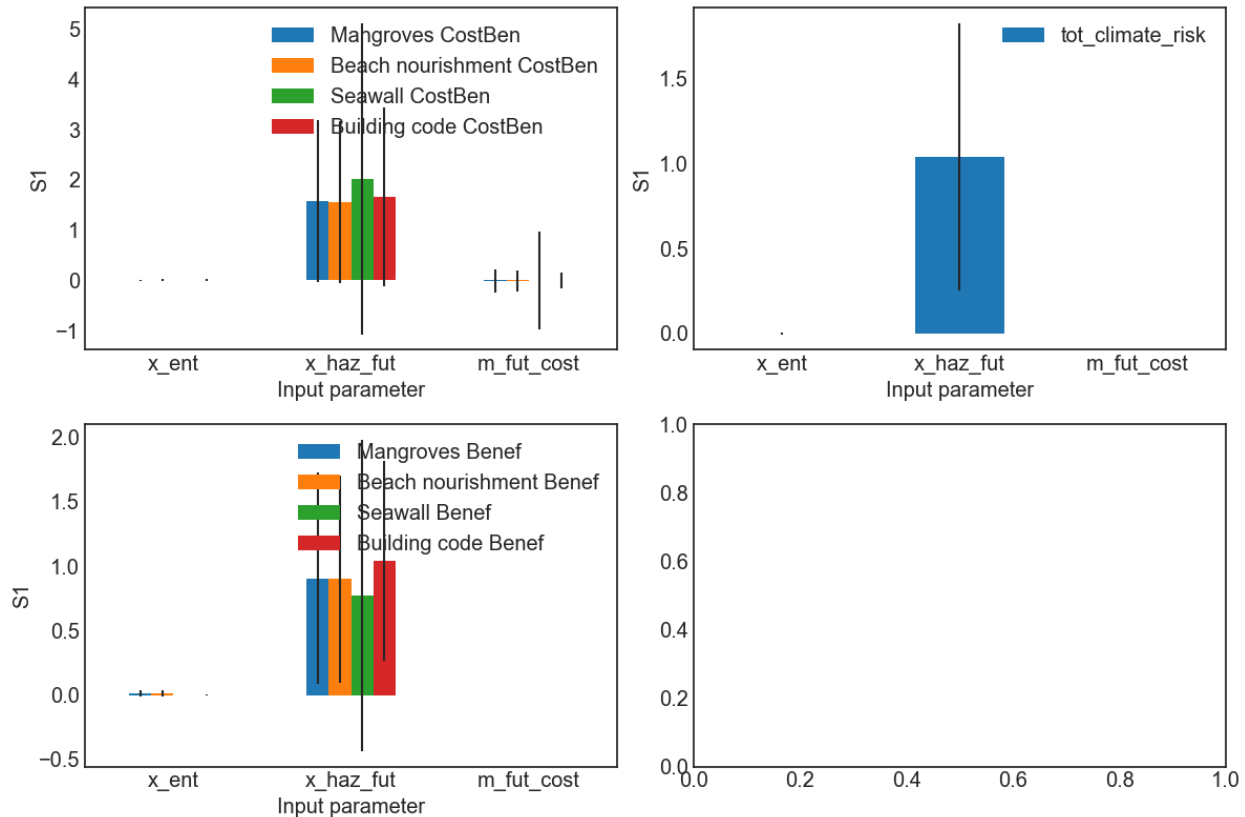 5
4
3
2
1
0
−1
S1
Mangroves CostBen
Beach nourishment CostBen
Seawall CostBen
Building code CostBen
x_ent
x_haz_fut
m_fut_cost
Input parameter
1.5
1.0
0.5
0.0
S1
tot_climate_risk
x_ent
x_haz_fut
m_fut_cost
Input parameter
2.0
1.5
1.0
0.5
0.0
−0.5
S1
Mangroves Benef
Beach nourishment Benef
Seawall Benef
Building code Benef
x_ent
x_haz_fut
m_fut_cost
Input parameter
1.0
0.8
0.6
0.4
0.2
0.0
0.0
0.2
0.4
0.6
0.8
1.0